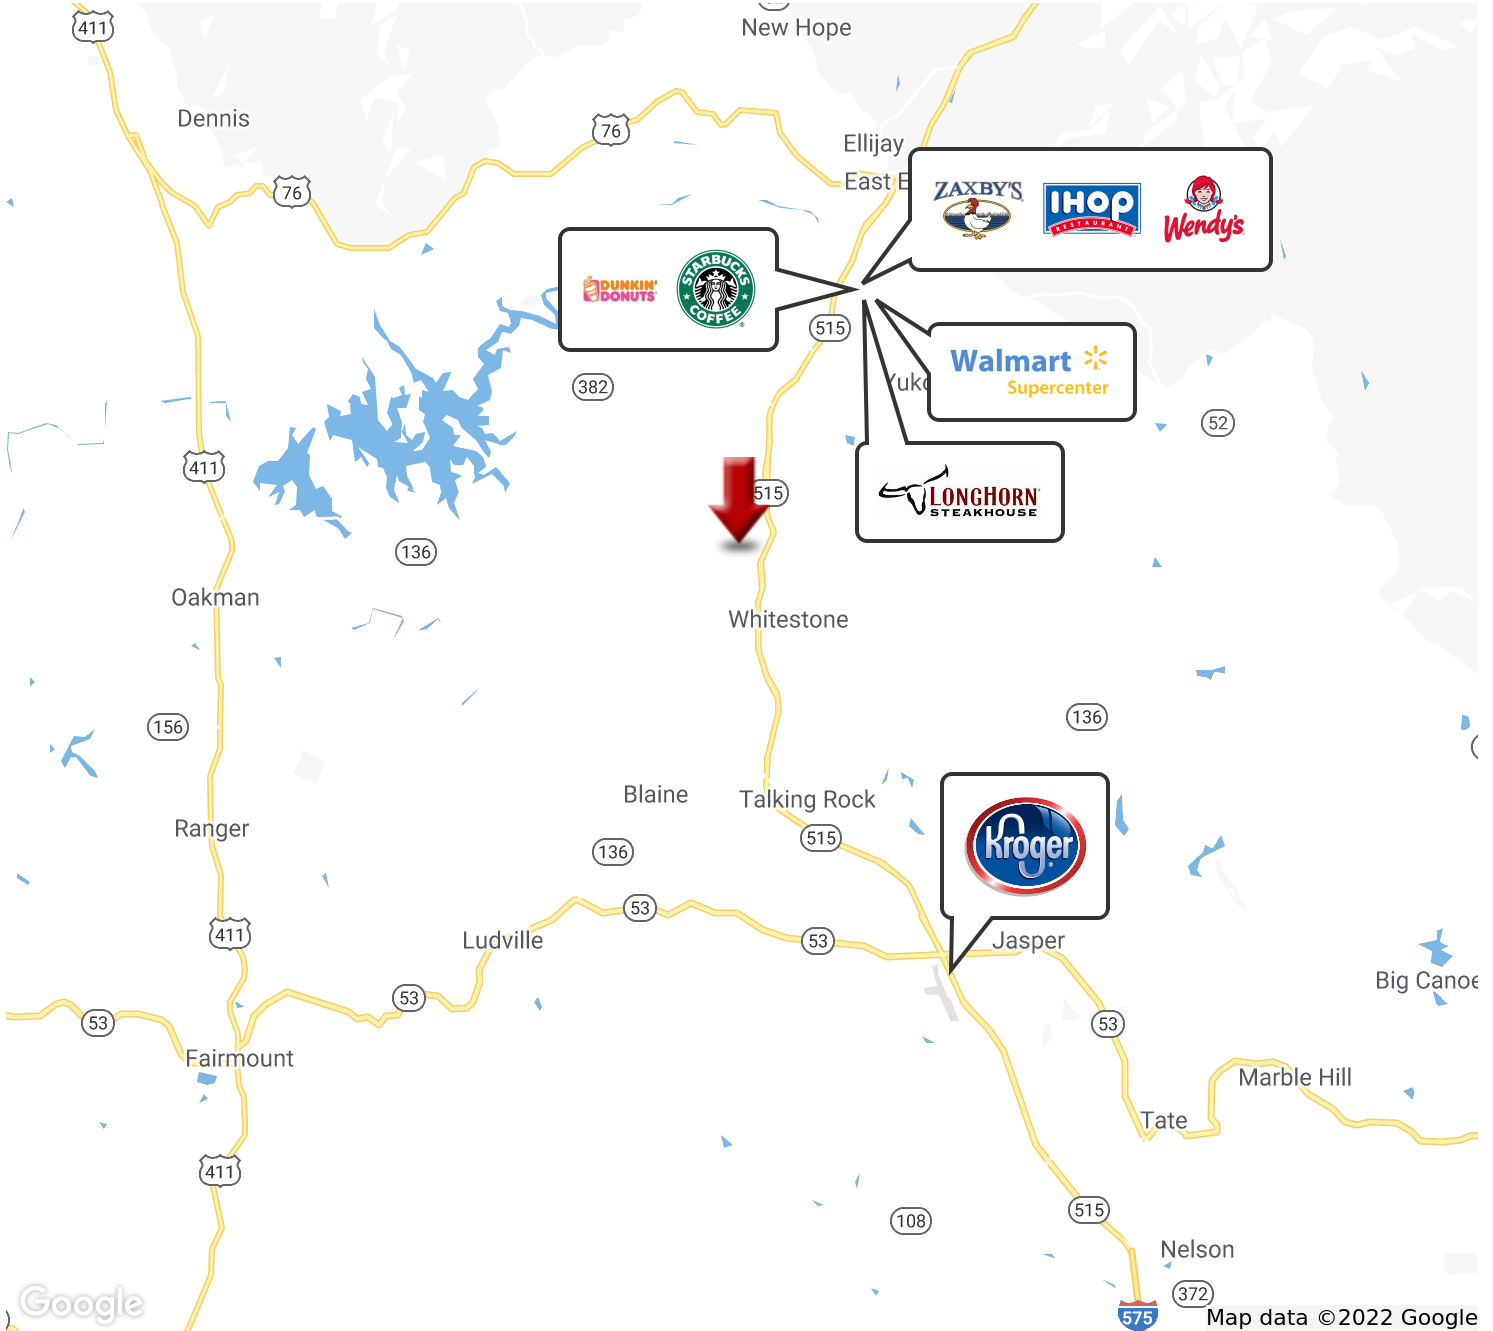 411
New Hope
Dennis
76
Ellijay
76
East E
ZAXBY'S
IHOP
RESTAURANT
Wendy's
DUNKIN'
DONUTS
STARBUCKS
COFFEE
515
Walmart
Supercenter
382
Yuko
52
411
LONGHORN
STEAKHOUSE
515
136
Oakman
Whitestone
136
156
Blaine
Talking Rock
Ranger
515
136
Kroger
53
411
Ludville
53
Jasper
Big Canoe
53
53
53
Fairmount
Marble Hill
Tate
411
515
108
Nelson
372
Google
575
Map data ©2022 Google